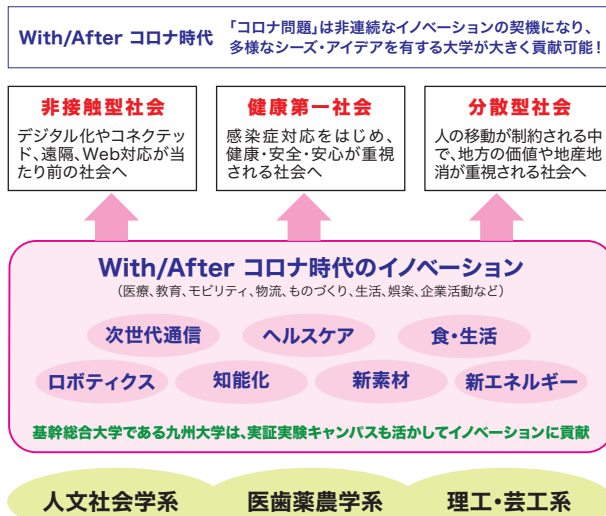 With/After コロナ時代
「コロナ問題」は非連続なイノベーションの契機になり、
多様なシーズ・アイデアを有する大学が大きく貢献可能！
非接触型社会
デジタル化やコネクテッ
ド、遠隔、Web対応が当
たり前の社会へ
健康第一社会
感染症対応をはじめ、
健康・安全・安心が重視
される社会へ
分散型社会
人の移動が制約される中
で、地方の価値や地産地
消が重視される社会へ
With/After コロナ時代のイノベーション
（医療、教育、モビリティ、物流、ものづくり、生活、娯楽、企業活動など）
次世代通信
ヘルスケア
食・生活
ロボティクス
知能化
新素材
新エネルギー
基幹総合大学である九州大学は、実証実験キャンパスも活かしてイノベーションに貢献
人文社会学系
医歯薬農学系
理工・芸工系